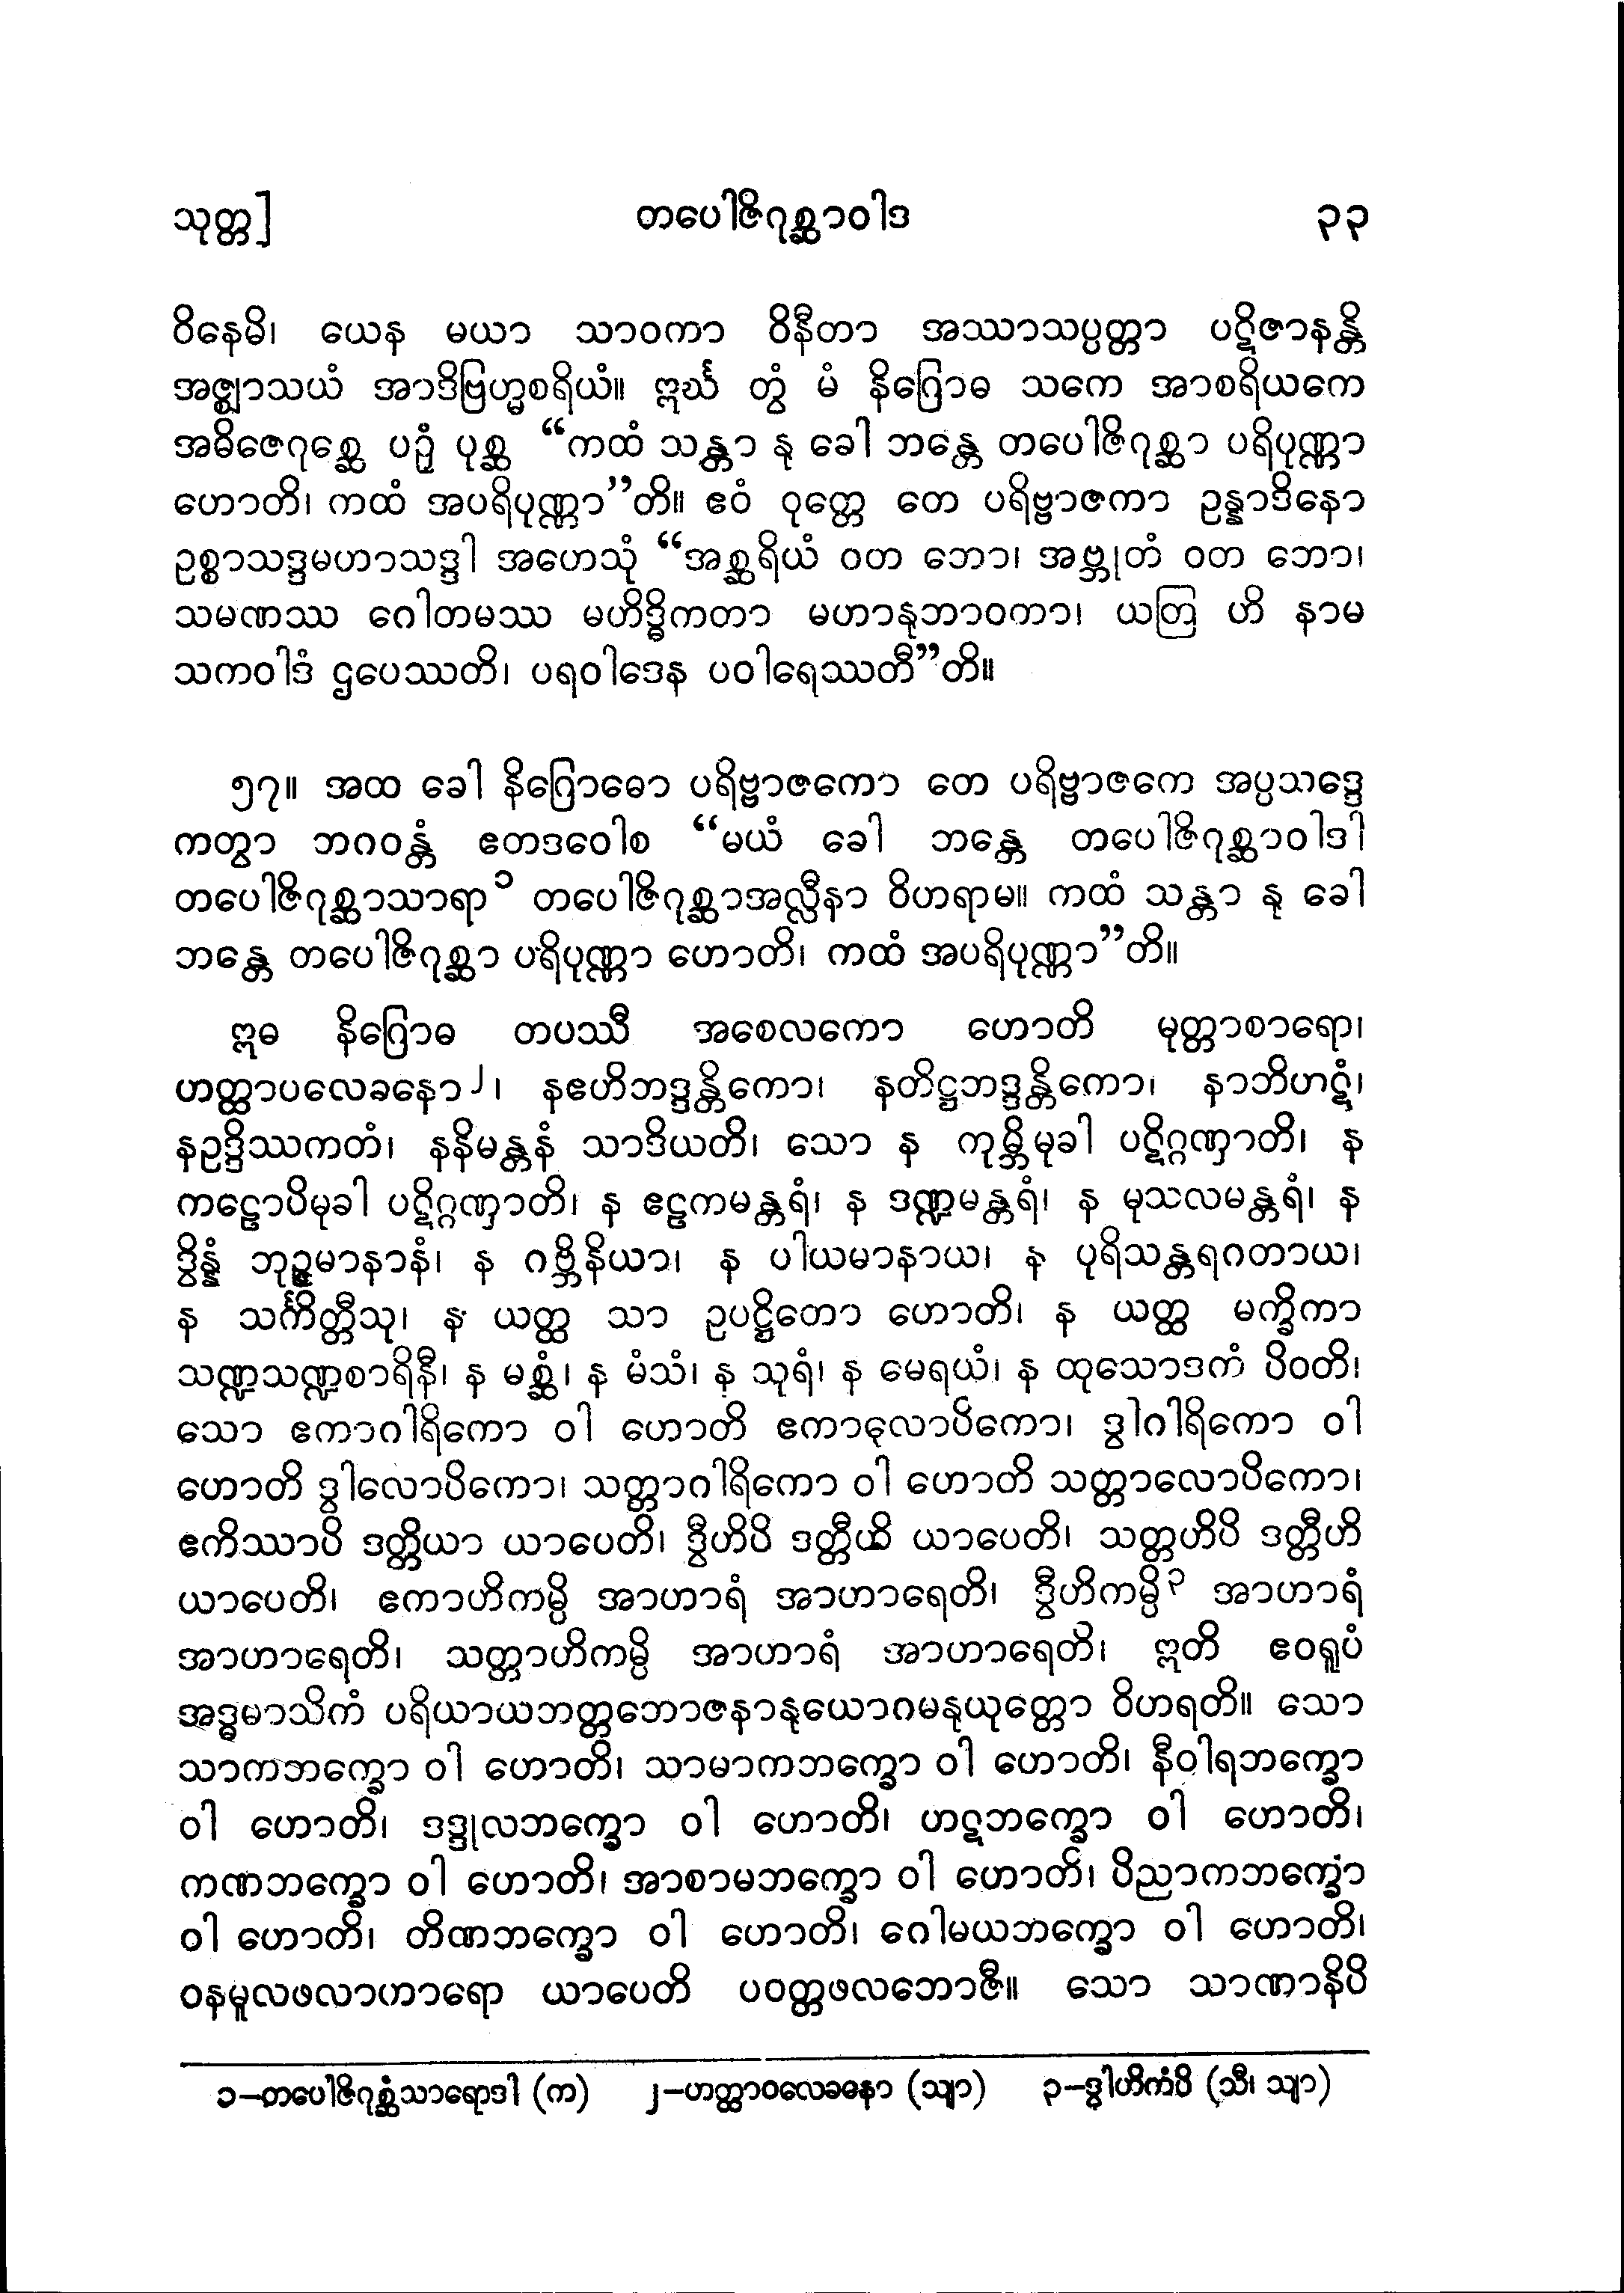 သုတ္တ] တပေါဇိဂုစ္ဆာဝါဒ ၃၃
ဝိနေမိ၊ ယေန မယာ သာဝကာ ဝိနီတာ အဿာသပ္ပတ္တာ ပဋိဇာနန္တိ
အဇ္ဈာသယံ အာဒိဗြဟ္မစရိယံ။ ဣင်္ဃ တွံ မံ နိဂြောဓ သကေ အာစရိယကေ
အဓိဇေဂုစ္ဆေ ပဉှံ ပုစ္ဆ “ကထံ သန္တာ နု ခေါ ဘန္တေ တပေါဇိဂုစ္ဆာ ပရိပုဏ္ဏာ
ဟောတိ၊ ကထံ အပရိပုဏ္ဏာ”တိ။ ဧဝံ ဝုတ္တေ တေ ပရိဗ္ဗာဇကာ ဥန္နာဒိနော
ဥစ္စာသဒ္ဒမဟာသဒ္ဒါ အဟေသုံ “အစ္ဆရိယံ ဝတ ဘော၊ အဗ္ဘုတံ ဝတ ဘော၊
သမဏဿ ဂေါတမဿ မဟိဒ္ဓိကတာ မဟာနုဘာဝကာ၊ ယတြ ဟိ နာမ
သကဝါဒံ ဌပေဿတိ၊ ပရဝါဒေန ပဝါရေဿတီ”တိ။
၅၇။ အထ ခေါ နိဂြောဓော ပရိဗ္ဗာဇကော တေ ပရိဗ္ဗာဇကေ အပ္ပသဒ္ဒေ
ကတွာ ဘဂဝန္တံ ဧတဒဝေါစ “မယံ ခေါ ဘန္တေ တပေါဇိဂုစ္ဆာဝါဒါ
တပေါဇိဂုစ္ဆာသာရာ၁ တပေါဇိဂုစ္ဆာအလ္လီနာ ဝိဟရာမ။ ကထံ သန္တာ နု ခေါ
ဘန္တေ တပေါဇိဂုစ္ဆာ ပရိပုဏ္ဏာ ဟောတိ၊ ကထံ အပရိပုဏ္ဏာ”တိ။
ဣဓ နိဂြောဓ တပဿီ အစေလကော ဟောတိ မုတ္တာစာရော၊
ဟတ္ထာပလေခနော၂၊ နဧဟိဘဒ္ဒန္တိကော၊ နတိဋ္ဌဘဒ္ဒန္တိကော၊ နာဘိဟဋံ၊
နဥဒ္ဒိဿကတံ၊ နနိမန္တနံ သာဒိယတိ၊ သော န ကုမ္ဘိမုခါ ပဋိဂ္ဂဏှာတိ၊ န
ကဠောပိမုခါ ပဋိဂ္ဂဏှာတိ၊ န ဧဠကမန္တရံ၊ န ဒဏ္ဍမန္တရံ၊ န မုသလမန္တရံ၊ န
ဒွိန္နံ ဘုဉ္ဇမာနာနံ၊ န ဂဗ္ဘိနိယာ၊ န ပါယမာနာယ၊ န ပုရိသန္တရဂတာယ၊
န သင်္ကိတ္တီသု၊ န ယတ္ထ သာ ဥပဋ္ဌိတော ဟောတိ၊ န ယတ္ထ မက္ခိကာ
သဏ္ဍသဏ္ဍစာရိနီ၊ န မစ္ဆံ၊ န မံသံ၊ န သုရံ၊ န မေရယံ၊ န ထုသောဒကံ ပိဝတိ၊
သော ဧကာဂါရိကော ဝါ ဟောတိ ဧကာလောပိကော၊ ဒွါဂါရိကော ဝါ
ဟောတိ ဒွါလောပိကော၊ သတ္တာဂါရိကော ဝါ ဟောတိ သတ္တာလောပိကော၊
ဧကိဿာပိ ဒတ္တိယာ ယာပေတိ၊ ဒွီဟိပိ ဒတ္တီဟိ ယာပေတိ၊ သတ္တဟိပိ ဒတ္တီဟိ
ယာပေတိ၊ ဧကာဟိကမ္ပိ အာဟာရံ အာဟာရေတိ၊ ဒွီဟိကမ္ပိ၃ အာဟာရံ
အာဟာရေတိ၊ သတ္တာဟိကမ္ပိ အာဟာရံ အာဟာရေတိ၊ ဣတိ ဧဝရူပံ
အဒ္ဓမာသိကံ ပရိယာယဘတ္တဘောဇနာနုယောဂမနုယုတ္တော ဝိဟရတိ။ သော
သာကဘက္ခော ဝါ ဟောတိ၊ သာမာကဘက္ခော ဝါ ဟောတိ၊ နီဝါရဘက္ခော
ဝါ ဟောတိ၊ ဒဒ္ဒုလဘက္ခော ဝါ ဟောတိ၊ ဟဋဘက္ခော ဝါ ဟောတိ၊
ကဏဘက္ခော ဝါ ဟောတိ၊ အာစာမဘက္ခော ဝါ ဟောတိ၊ ပိညာကဘက္ခော
ဝါ ဟောတိ၊ တိဏဘက္ခော ဝါ ဟောတိ၊ ဂေါမယဘက္ခော ဝါ ဟောတိ၊
ဝနမူလဖလာဟာရော ယာပေတိ ပဝတ္တဖလဘောဇီ။ သော သာဏာနိပိ
၁-တပေါဇိဂုစ္ဆံသာရောဒါ (က) ၂-ဟတ္ထာဝလေခနော (သျာ) ၃-ဒွါဟိကံပိ (သီ၊ သျာ)